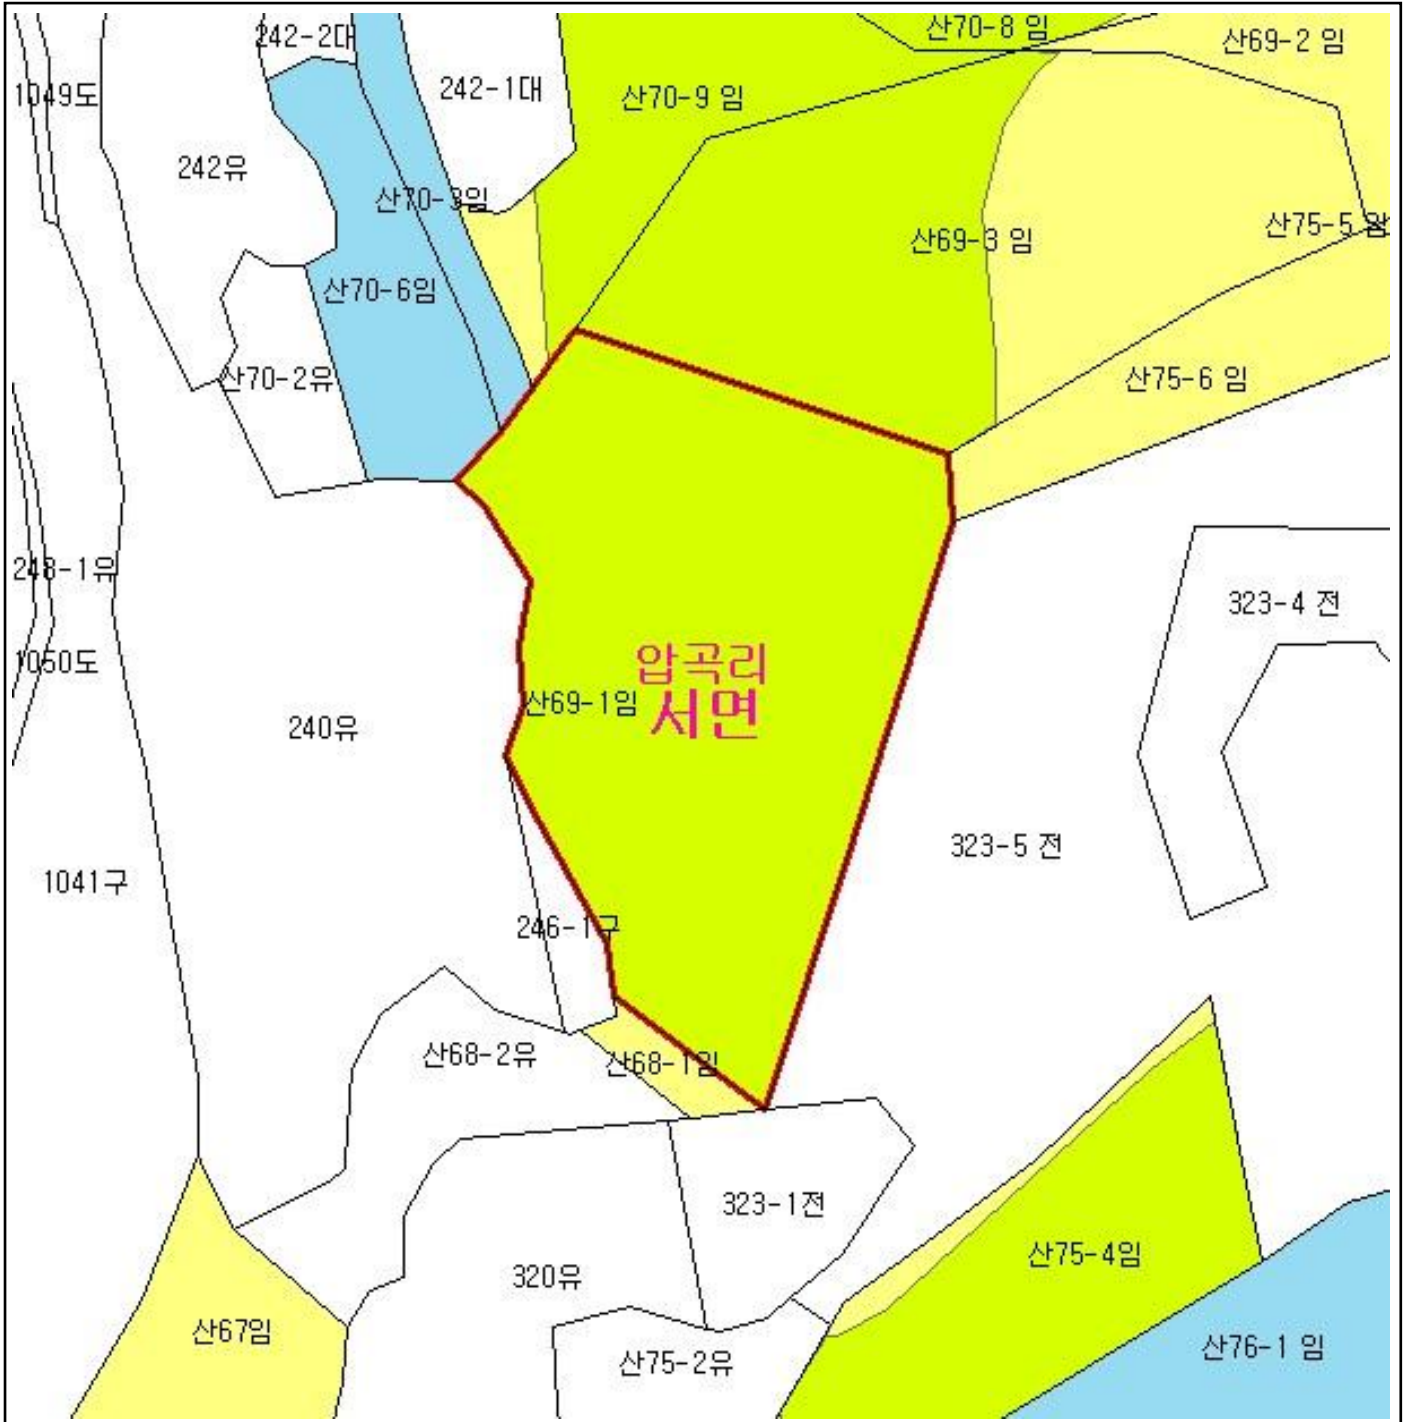 242-2대
산70-8 임
산69-2 임
1049도
242-1대
산70-9 임
242유
산70-3임
산69-3 임
산75-5 임
산70-6임
산70-2유
산75-6 임
248-1유
323-4 전
1050도
압곡리
산69-1임
서면
240유
323-5 전
1041구
246-1구
산68-2유
산68-1임
323-1전
산75-4임
320유
산67임
산75-2유
산76-1 임